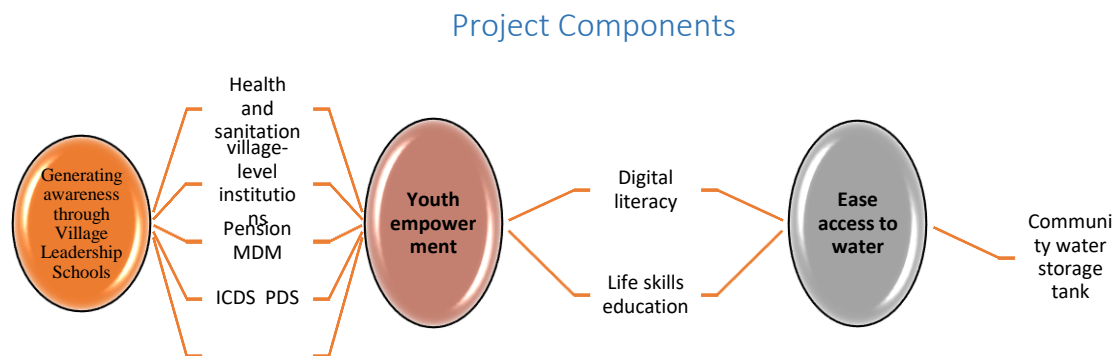 Project Components
Generating
awareness
through
Village
Leadership
Schools
Health
and
sanitation
village-
level
institutio
ns
Pension
MDM
ICDS PDS
Youth
empower
ment
Digital
literacy
Life skills
education
Ease
access to
water
Communi
ty water
storage
tank